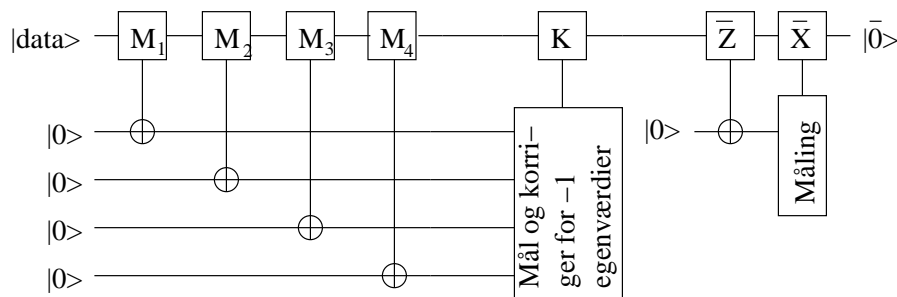 |data> M₁ M₂ M₃ M₄ K Z̅ X̅ |0̅>
|0> |0>
|0>
|0>
|0>
Mål og korri–
ger for −1
egenværdier
Måling